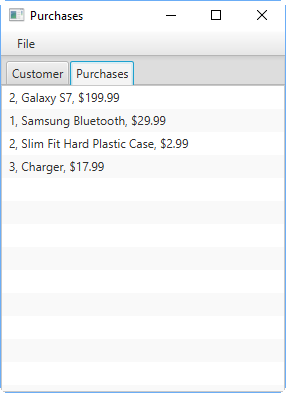 Purchases
File
Customer Purchases
2, Galaxy S7, $199.99
1, Samsung Bluetooth, $29.99
2, Slim Fit Hard Plastic Case, $2.99
3, Charger, $17.99